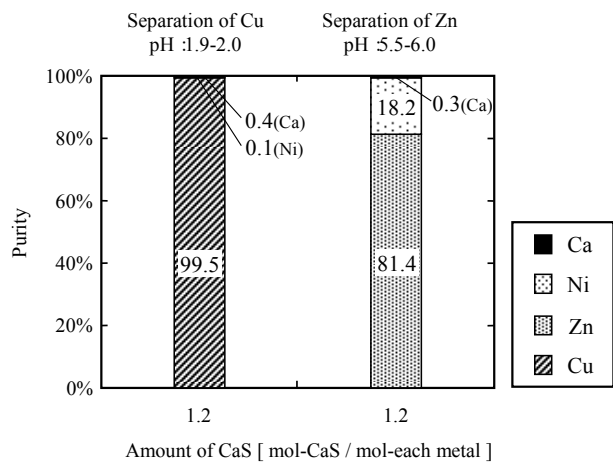 Separation of Cu
pH :1.9-2.0
Separation of Zn
pH :5.5-6.0
100%
80%
60%
40%
20%
0%
Purity
0.4(Ca)
0.1(Ni)
99.5
18.2
0.3(Ca)
81.4
1.2
1.2
Amount of CaS [ mol-CaS / mol-each metal ]
Ca
Ni
Zn
Cu